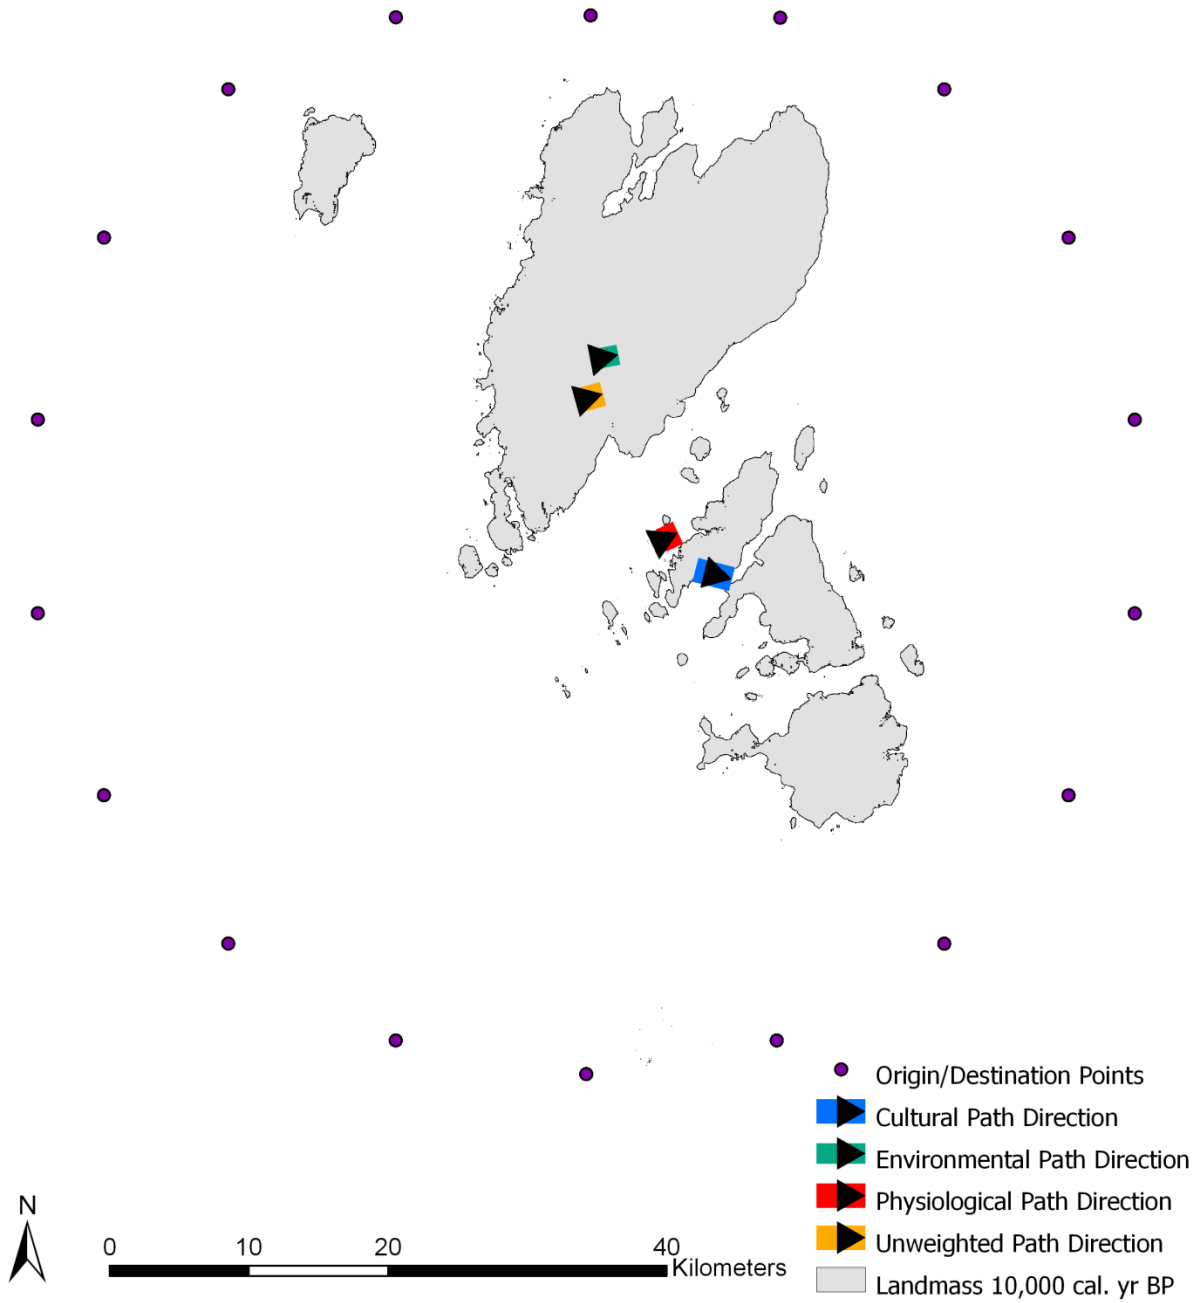 Origin/Destination Points
Cultural Path Direction
Environmental Path Direction
Physiological Path Direction
Unweighted Path Direction
Landmass 10,000 cal. yr BP
N
0 10 20 40
Kilometers